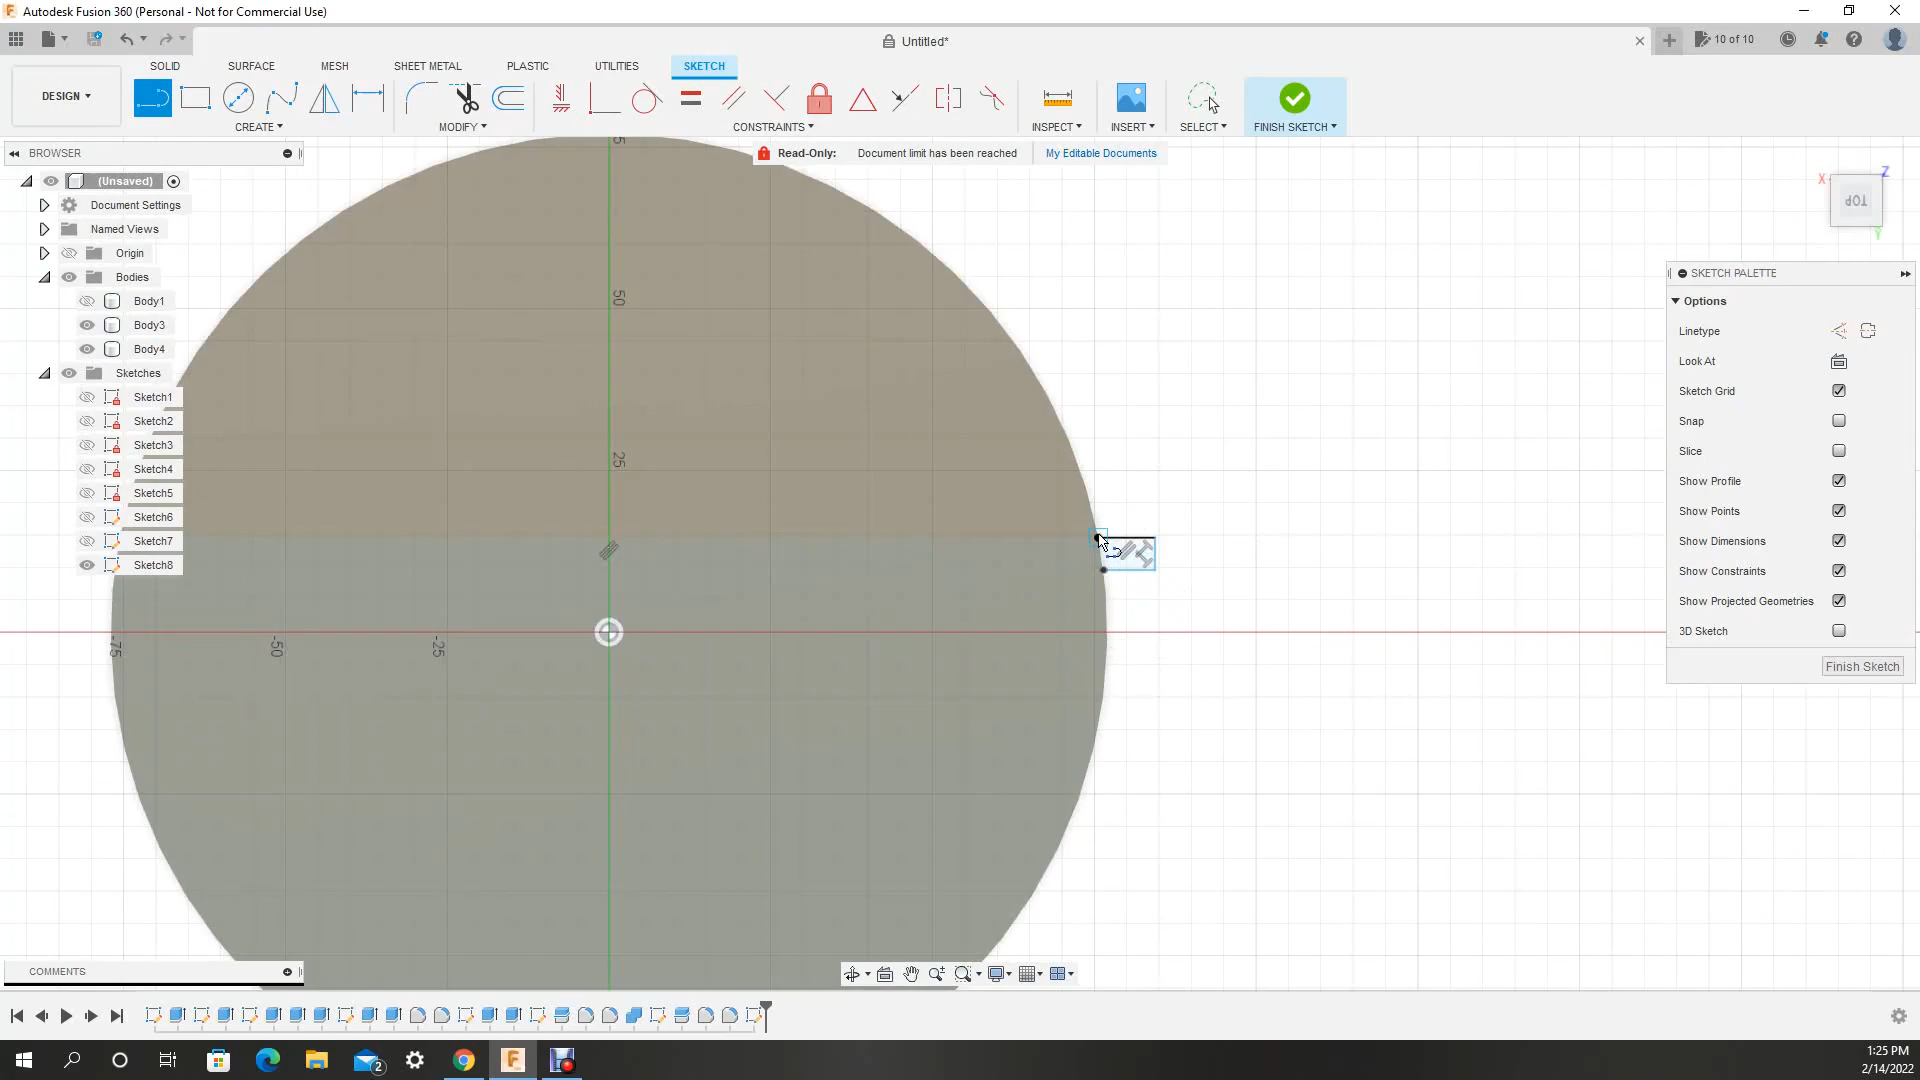 Autodesk Fusion 360 (Personal - Not for Commercial Use)
Untitled*
10 of 10
DESIGN
SOLID
SURFACE
MESH
SHEET METAL
PLASTIC
UTILITIES
SKETCH
CREATE
MODIFY
CONSTRAINTS
INSPECT
INSERT
SELECT
FINISH SKETCH
BROWSER
Read-Only: Document limit has been reached My Editable Documents
(Unsaved)
Document Settings
Named Views
Origin
Bodies
Body1
Body3
Body4
Sketches
Sketch1
Sketch2
Sketch3
Sketch4
Sketch5
Sketch6
Sketch7
Sketch8
5
50
25
-75
-50
-25
X
Z
TOP
Y
SKETCH PALETTE
Options
Linetype
Look At
Sketch Grid
Snap
Slice
Show Profile
Show Points
Show Dimensions
Show Constraints
Show Projected Geometries
3D Sketch
Finish Sketch
COMMENTS
2
1:25 PM
2/14/2022